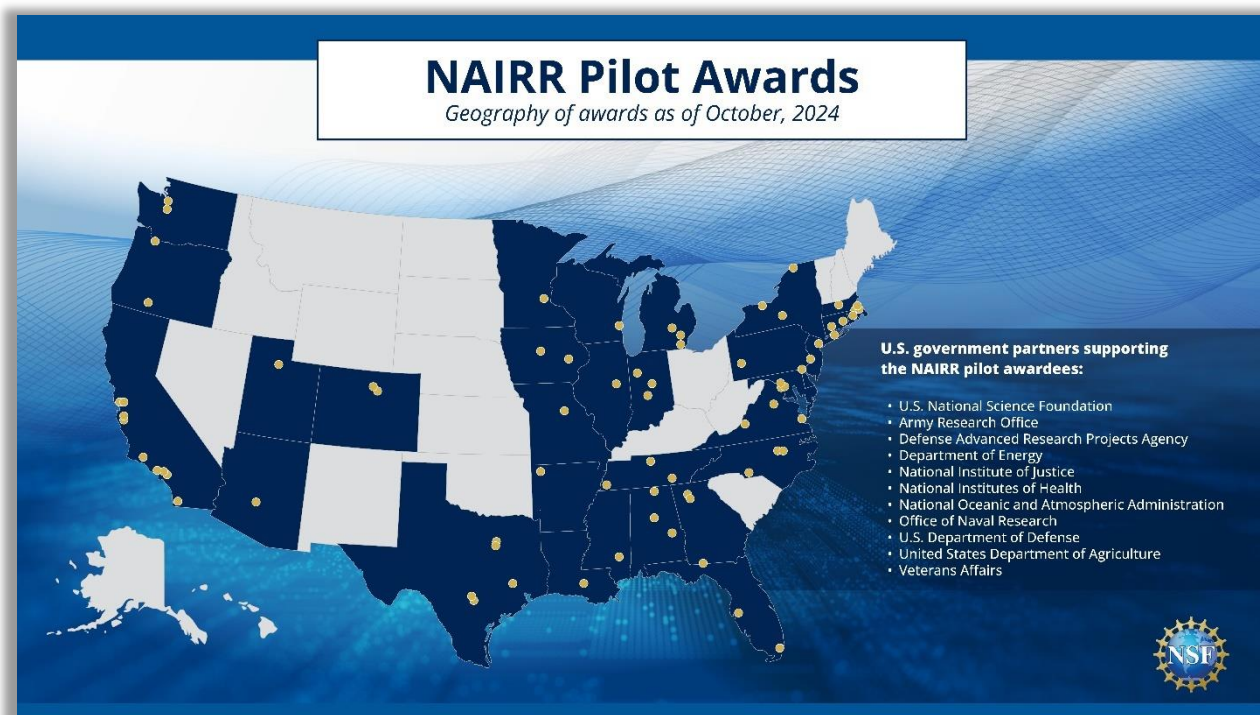 NAIRR Pilot Awards
Geography of awards as of October, 2024
U.S. government partners supporting
the NAIRR pilot awardees:
• U.S. National Science Foundation
• Army Research Office
• Defense Advanced Research Projects Agency
• Department of Energy
• National Institute of Justice
• National Institutes of Health
• National Oceanic and Atmospheric Administration
• Office of Naval Research
• U.S. Department of Defense
• United States Department of Agriculture
• Veterans Affairs
NSF